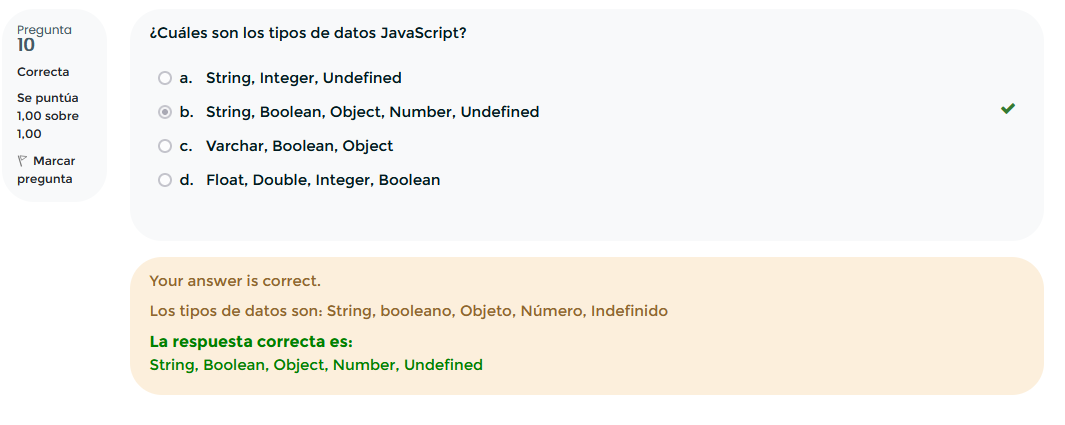 Pregunta
10
Correcta
Se puntúa
1,00 sobre
1,00
Marcar
pregunta
¿Cuáles son los tipos de datos JavaScript?
a. String, Integer, Undefined
b. String, Boolean, Object, Number, Undefined
c. Varchar, Boolean, Object
d. Float, Double, Integer, Boolean
Your answer is correct.
Los tipos de datos son: String, booleano, Objeto, Número, Indefinido
La respuesta correcta es:
String, Boolean, Object, Number, Undefined